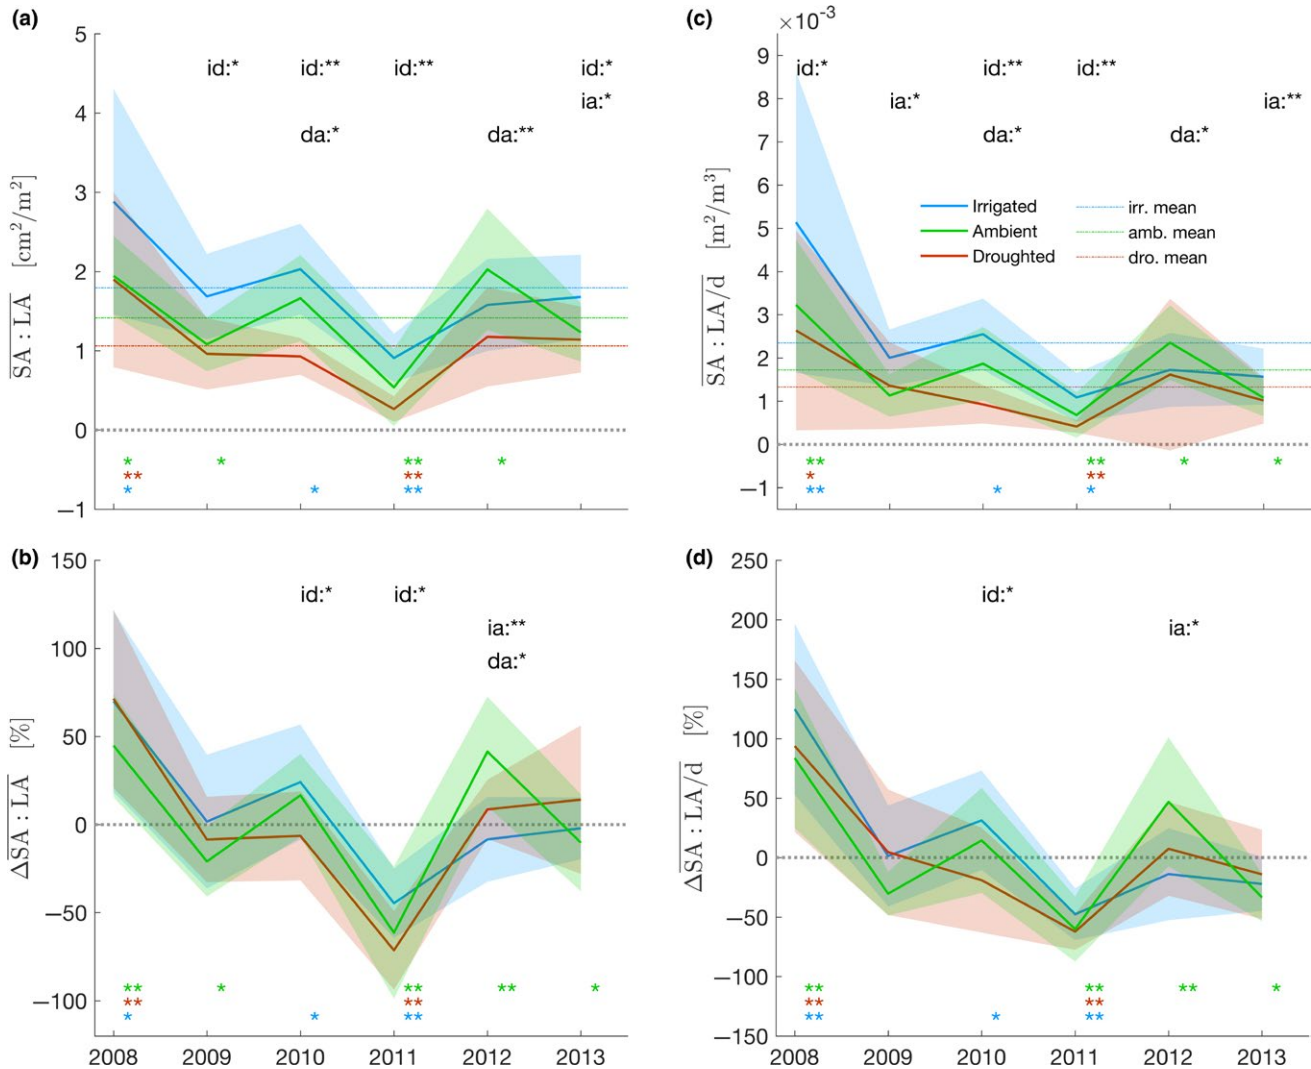 (a)
5
4
3
2
1
0
−1
SA : LA [cm²/m²]
id:*
id:**
id:**
id:*
ia:*
da:*
da:**
* * ** *
** **
* * **
(c)
×10⁻³
9
8
7
6
5
4
3
2
1
0
−1
SA : LA/d [m²/m³]
id:*
id:**
id:**
ia:*
ia:**
da:*
da:*
Irrigated
irr. mean
Ambient
amb. mean
Droughted
dro. mean
** ** * *
* **
** * *
(b)
150
100
50
0
−50
−100
ΔSA : LA [%]
id:*
id:*
ia:**
da:*
** * ** ** *
** **
* * **
2008 2009 2010 2011 2012 2013
(d)
250
200
150
100
50
0
−50
−100
−150
ΔSA : LA/d [%]
id:*
ia:*
** ** ** *
** **
** * **
2008 2009 2010 2011 2012 2013